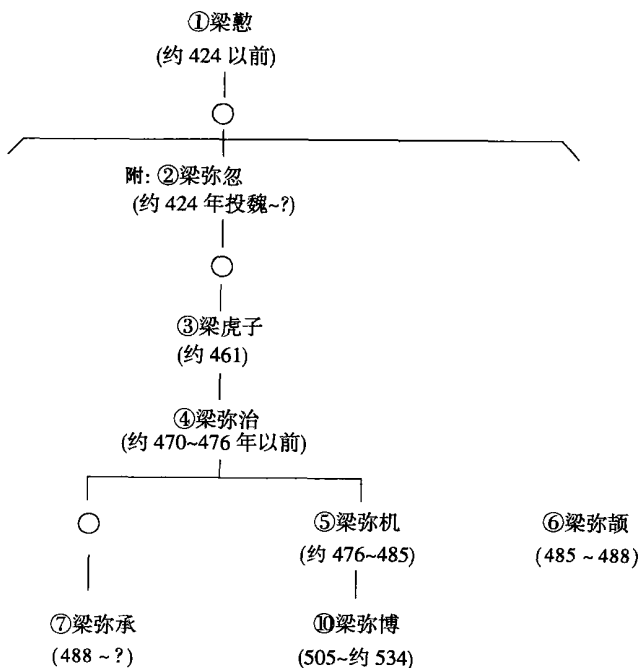 ①梁懃
(约 424 以前)
附: ②梁弥忽
(约 424 年投魏~?)
③梁虎子
(约 461)
④梁弥治
(约 470~476 年以前)
⑤梁弥机
⑥梁弥颉
(约 476~485)
(485 ~ 488)
⑦梁弥承
⑩梁弥博
(488 ~ ?)
(505~约 534)